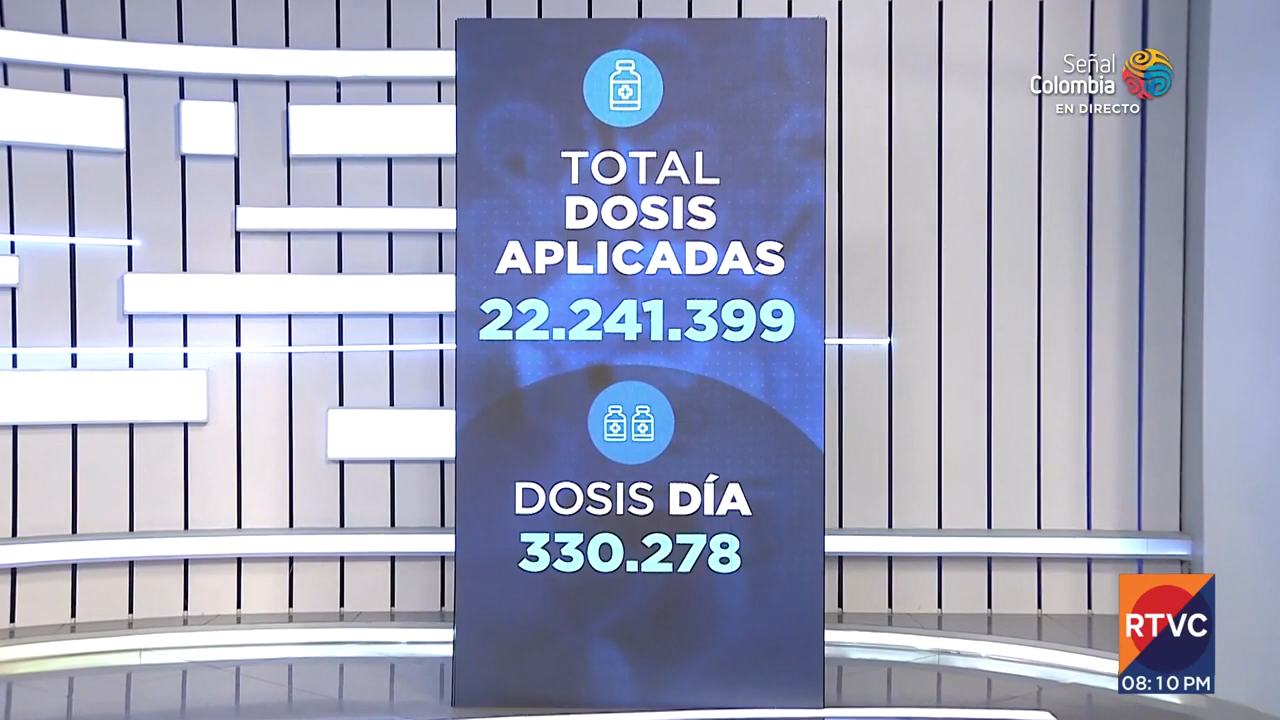 Señal
Colombia
EN DIRECTO
TOTAL
DOSIS
APLICADAS
22.241.399
DOSIS DÍA
330.278
RTVC
08:10 PM